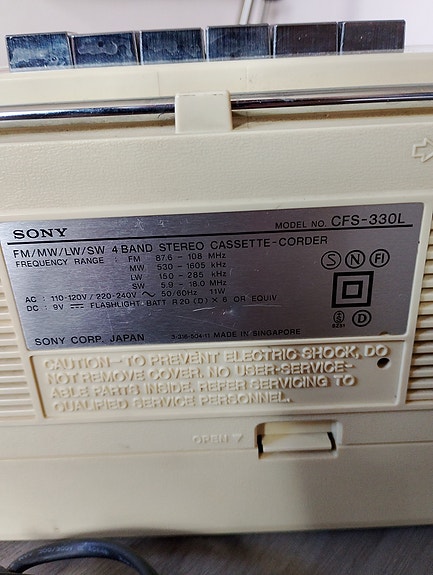 SONY MODEL NO. CFS-330L
FM/MW/LW/SW 4 BAND STEREO CASSETTE-CORDER
FREQUENCY RANGE : FM 87.6 - 108 MHz
MW 530 - 1605 kHz
LW 150 - 285 kHz
SW 5.9 - 18.0 MHz
AC : 110-120V / 220-240V ~ 50/60Hz 11W
DC : 9V FLASHLIGHT BATT R20 (D) × 6 OR EQUIV.
S N FI
D
SONY CORP. JAPAN 3-316-504-11 MADE IN SINGAPORE
CAUTION—TO PREVENT ELECTRIC SHOCK, DO
NOT REMOVE COVER. NO USER-SERVICE-
ABLE PARTS INSIDE. REFER SERVICING TO
QUALIFIED SERVICE PERSONNEL.
OPEN